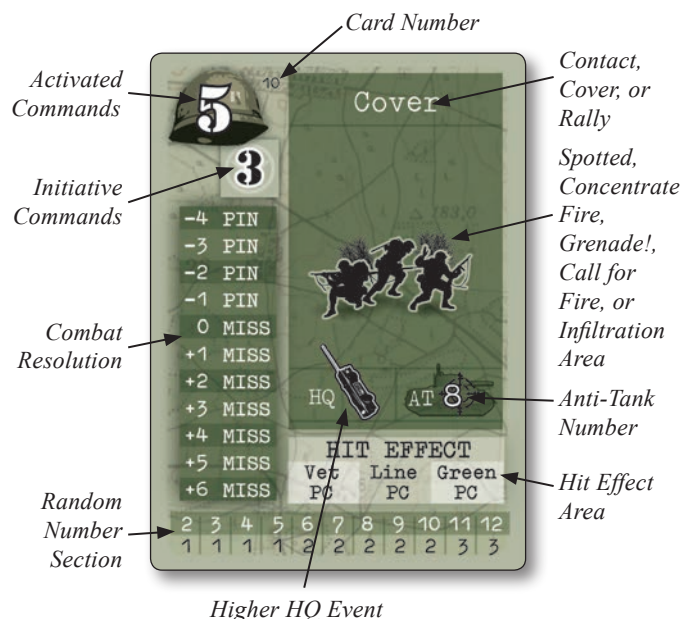 Card Number
Activated
Commands
5
10
Cover
Contact,
Cover, or
Rally
Initiative
Commands
3
Spotted,
Concentrate
Fire,
Grenade!,
Call for
Fire, or
Infiltration
Area
183,0
-4 PIN
-3 PIN
-2 PIN
-1 PIN
0 MISS
+1 MISS
+2 MISS
+3 MISS
+4 MISS
+5 MISS
+6 MISS
Combat
Resolution
HQ
AT 8
Anti-Tank
Number
HIT EFFECT
Vet Line Green
PC PC PC
Hit Effect
Area
Random
Number
Section
2 3 4 5 6 7 8 9 10 11 12
1 1 1 1 2 2 2 2 2 3 3
Higher HQ Event